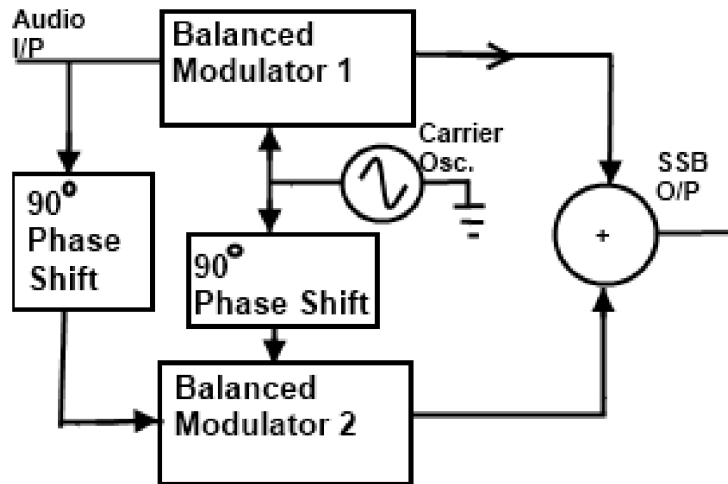 Audio
I/P
Balanced
Modulator 1
Carrier
Osc.
SSB
O/P
90°
Phase
Shift
90°
Phase Shift
+
Balanced
Modulator 2